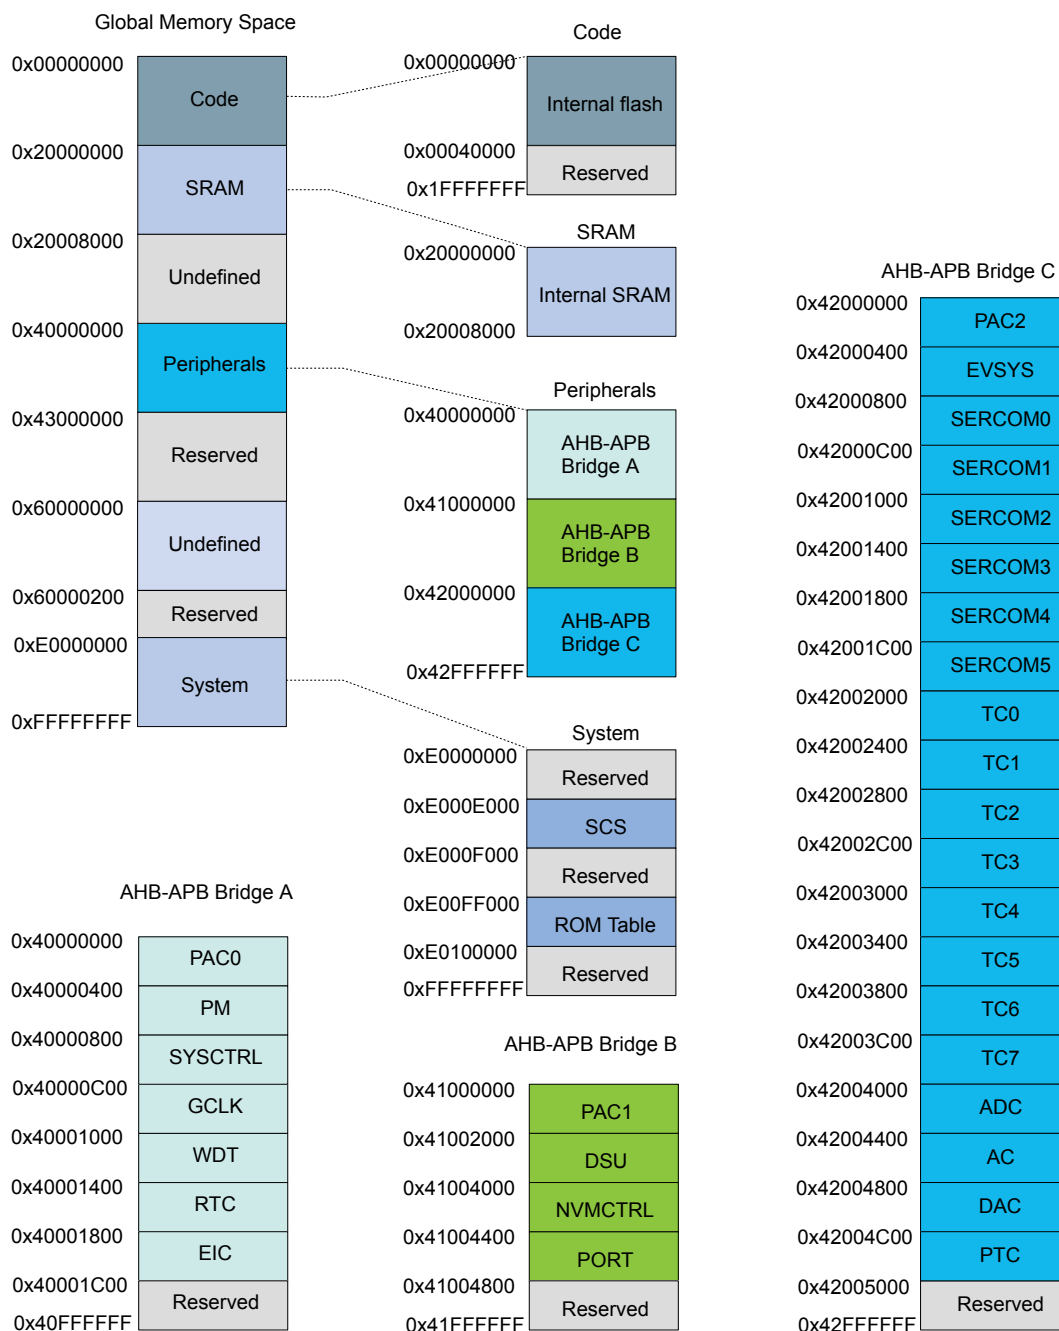 Global Memory Space
0x00000000
Code
0x20000000
SRAM
0x20008000
Undefined
0x40000000
Peripherals
0x43000000
Reserved
0x60000000
Undefined
0x60000200
Reserved
0xE0000000
System
0xFFFFFFFF
Code
0x00000000
Internal flash
0x00040000
Reserved
0x1FFFFFFF
SRAM
0x20000000
Internal SRAM
0x20008000
Peripherals
0x40000000
AHB-APB
Bridge A
0x41000000
AHB-APB
Bridge B
0x42000000
AHB-APB
Bridge C
0x42FFFFFF
System
0xE0000000
Reserved
0xE000E000
SCS
0xE000F000
Reserved
0xE00FF000
ROM Table
0xE0100000
Reserved
0xFFFFFFFF
AHB-APB Bridge A
0x40000000
PAC0
0x40000400
PM
0x40000800
SYSCTRL
0x40000C00
GCLK
0x40001000
WDT
0x40001400
RTC
0x40001800
EIC
0x40001C00
Reserved
0x40FFFFFF
AHB-APB Bridge B
0x41000000
PAC1
0x41002000
DSU
0x41004000
NVMCTRL
0x41004400
PORT
0x41004800
Reserved
0x41FFFFFF
AHB-APB Bridge C
0x42000000
PAC2
0x42000400
EVSYS
0x42000800
SERCOM0
0x42000C00
SERCOM1
0x42001000
SERCOM2
0x42001400
SERCOM3
0x42001800
SERCOM4
0x42001C00
SERCOM5
0x42002000
TC0
0x42002400
TC1
0x42002800
TC2
0x42002C00
TC3
0x42003000
TC4
0x42003400
TC5
0x42003800
TC6
0x42003C00
TC7
0x42004000
ADC
0x42004400
AC
0x42004800
DAC
0x42004C00
PTC
0x42005000
Reserved
0x42FFFFFF